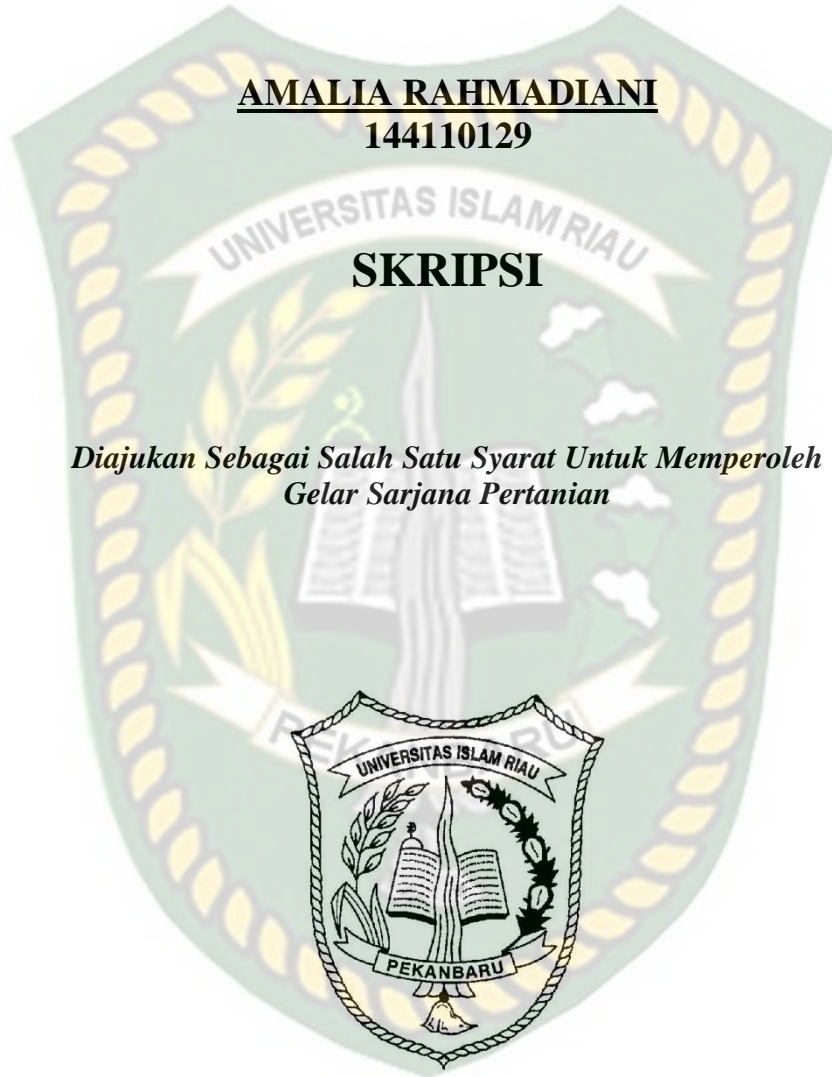 AMALIA RAHMADIANI
144110129
UNIVERSITAS ISLAM RIAU
SKRIPSI
Diajukan Sebagai Salah Satu Syarat Untuk Memperoleh
Gelar Sarjana Pertanian
PEKANBARU
UNIVERSITAS ISLAM RIAU
PEKANBARU